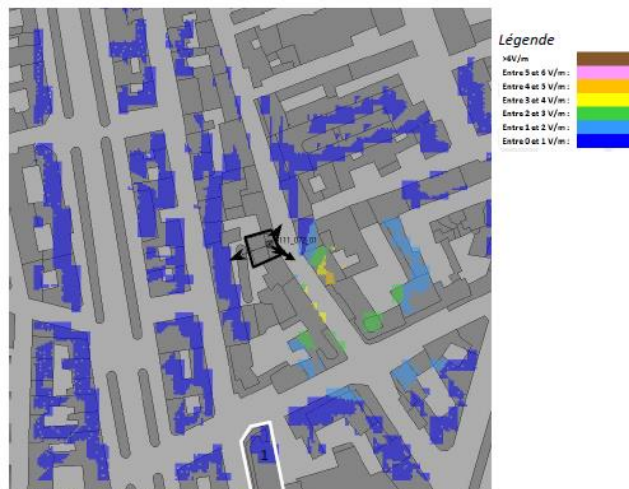 Légende
>6V/m
Entre 5 et 6 V/m :
Entre 4 et 5 V/m :
Entre 3 et 4 V/m :
Entre 2 et 3 V/m :
Entre 1 et 2 V/m :
Entre 0 et 1 V/m :
1